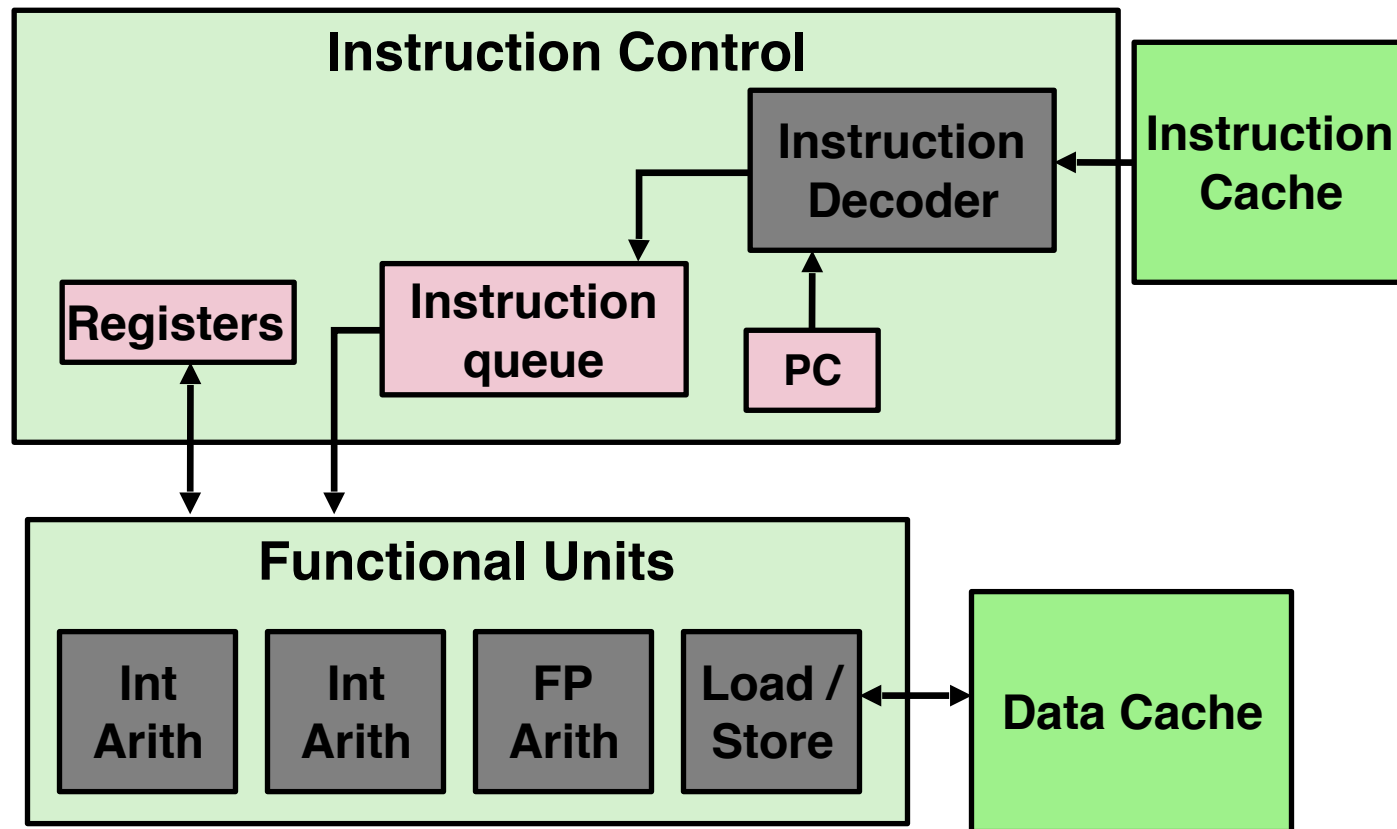 Instruction Control
Instruction
Decoder
Instruction
Cache
Registers
Instruction
queue
PC
Functional Units
Int
Arith
Int
Arith
FP
Arith
Load /
Store
Data Cache